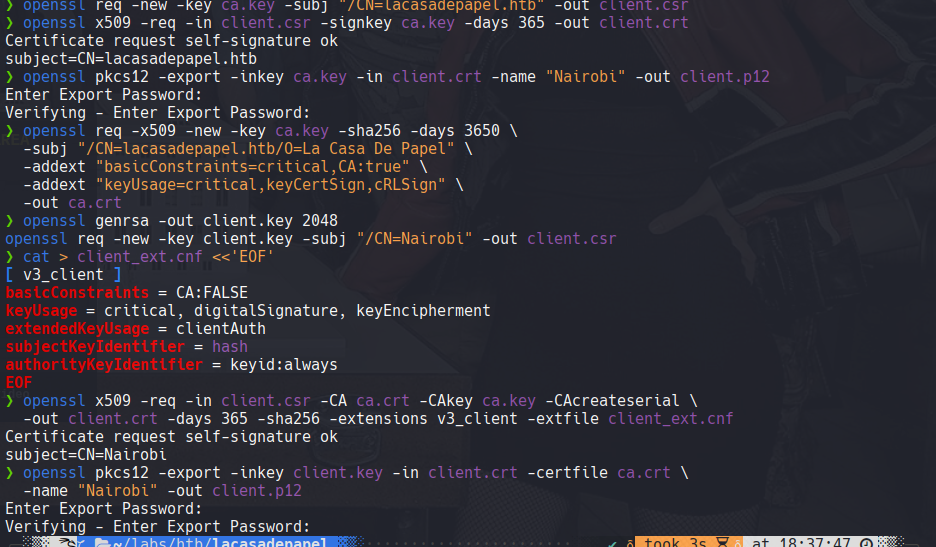 ❯ openssl req -new -key ca.key -subj "/CN=lacasadepapel.htb" -out client.csr
❯ openssl x509 -req -in client.csr -signkey ca.key -days 365 -out client.crt
Certificate request self-signature ok
subject=CN=lacasadepapel.htb
❯ openssl pkcs12 -export -inkey ca.key -in client.crt -name "Nairobi" -out client.p12
Enter Export Password:
Verifying - Enter Export Password:
❯ openssl req -x509 -new -key ca.key -sha256 -days 3650 \
  -subj "/CN=lacasadepapel.htb/O=La Casa De Papel" \
  -addext "basicConstraints=critical,CA:true" \
  -addext "keyUsage=critical,keyCertSign,cRLSign" \
  -out ca.crt
❯ openssl genrsa -out client.key 2048
openssl req -new -key client.key -subj "/CN=Nairobi" -out client.csr
❯ cat > client_ext.cnf <<'EOF'
[ v3_client ]
basicConstraints = CA:FALSE
keyUsage = critical, digitalSignature, keyEncipherment
extendedKeyUsage = clientAuth
subjectKeyIdentifier = hash
authorityKeyIdentifier = keyid:always
EOF
❯ openssl x509 -req -in client.csr -CA ca.crt -CAkey ca.key -CAcreateserial \
  -out client.crt -days 365 -sha256 -extensions v3_client -extfile client_ext.cnf
Certificate request self-signature ok
subject=CN=Nairobi
❯ openssl pkcs12 -export -inkey client.key -in client.crt -certfile ca.crt \
  -name "Nairobi" -out client.p12
Enter Export Password:
Verifying - Enter Export Password:
~/labs/htb/lacasadepapel ✔ took 3s at 18:37:47